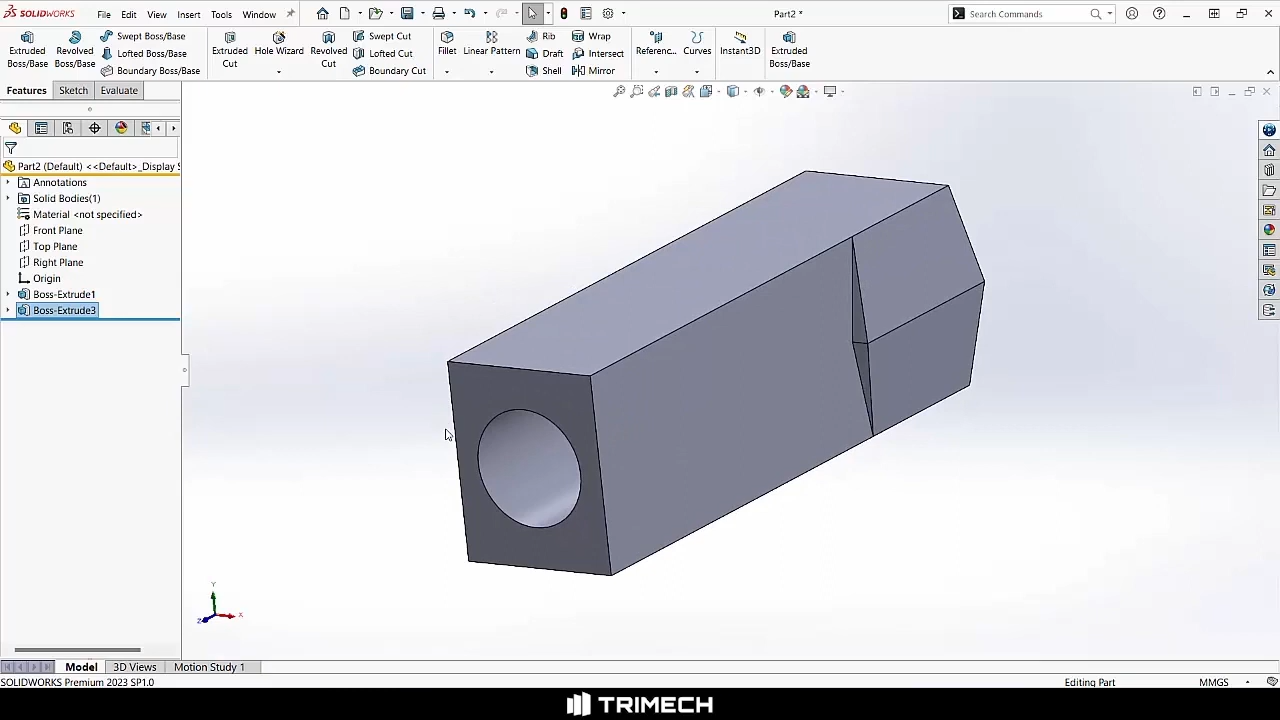 SOLIDWORKS File Edit View Insert Tools Window Part2 * Search Commands
Extruded Boss/Base
Revolved Boss/Base
Swept Boss/Base
Lofted Boss/Base
Boundary Boss/Base
Extruded Cut
Hole Wizard
Revolved Cut
Swept Cut
Lofted Cut
Boundary Cut
Fillet
Linear Pattern
Rib
Draft
Shell
Wrap
Intersect
Mirror
Referenc...
Curves
Instant3D
Extruded Boss/Base
Features Sketch Evaluate
Part2 (Default) <<Default>_Display S
Annotations
Solid Bodies(1)
Material <not specified>
Front Plane
Top Plane
Right Plane
Origin
Boss-Extrude1
Boss-Extrude3
Y
X
Z
Model 3D Views Motion Study 1
SOLIDWORKS Premium 2023 SP1.0 Editing Part MMGS
TRIMECH